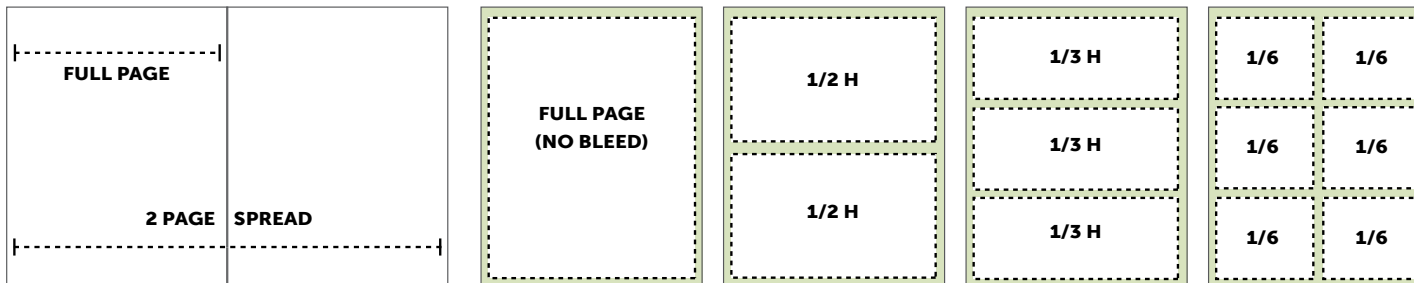 FULL PAGE
2 PAGE SPREAD
FULL PAGE
(NO BLEED)
1/2 H
1/2 H
1/3 H
1/3 H
1/3 H
1/6 1/6
1/6 1/6
1/6 1/6